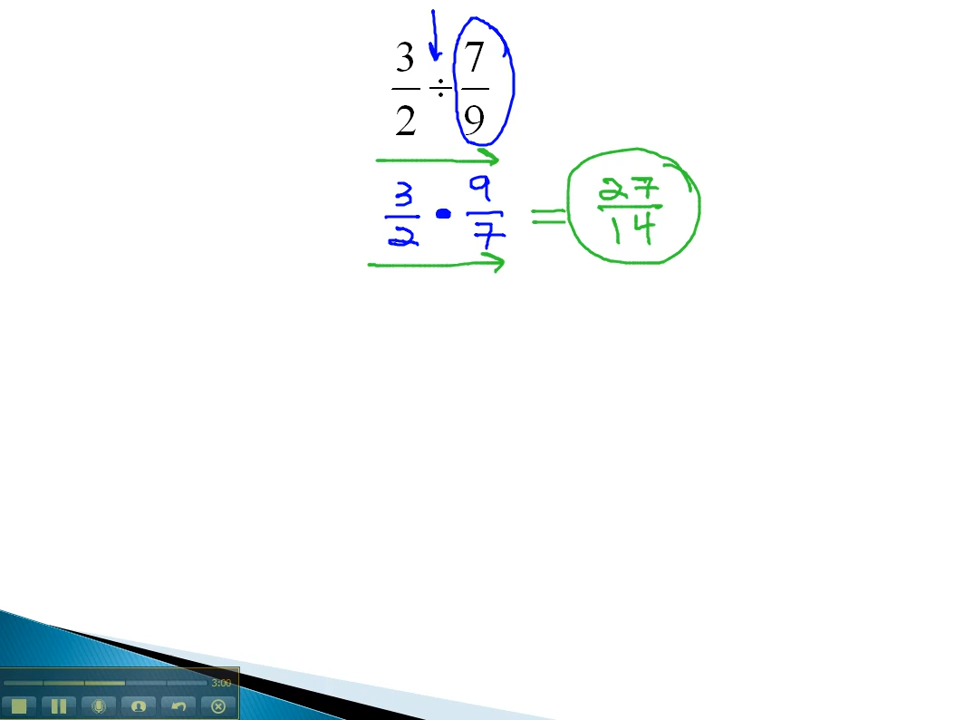 3/2 ÷ 7/9
3/2 · 9/7 = 27/14
3:00